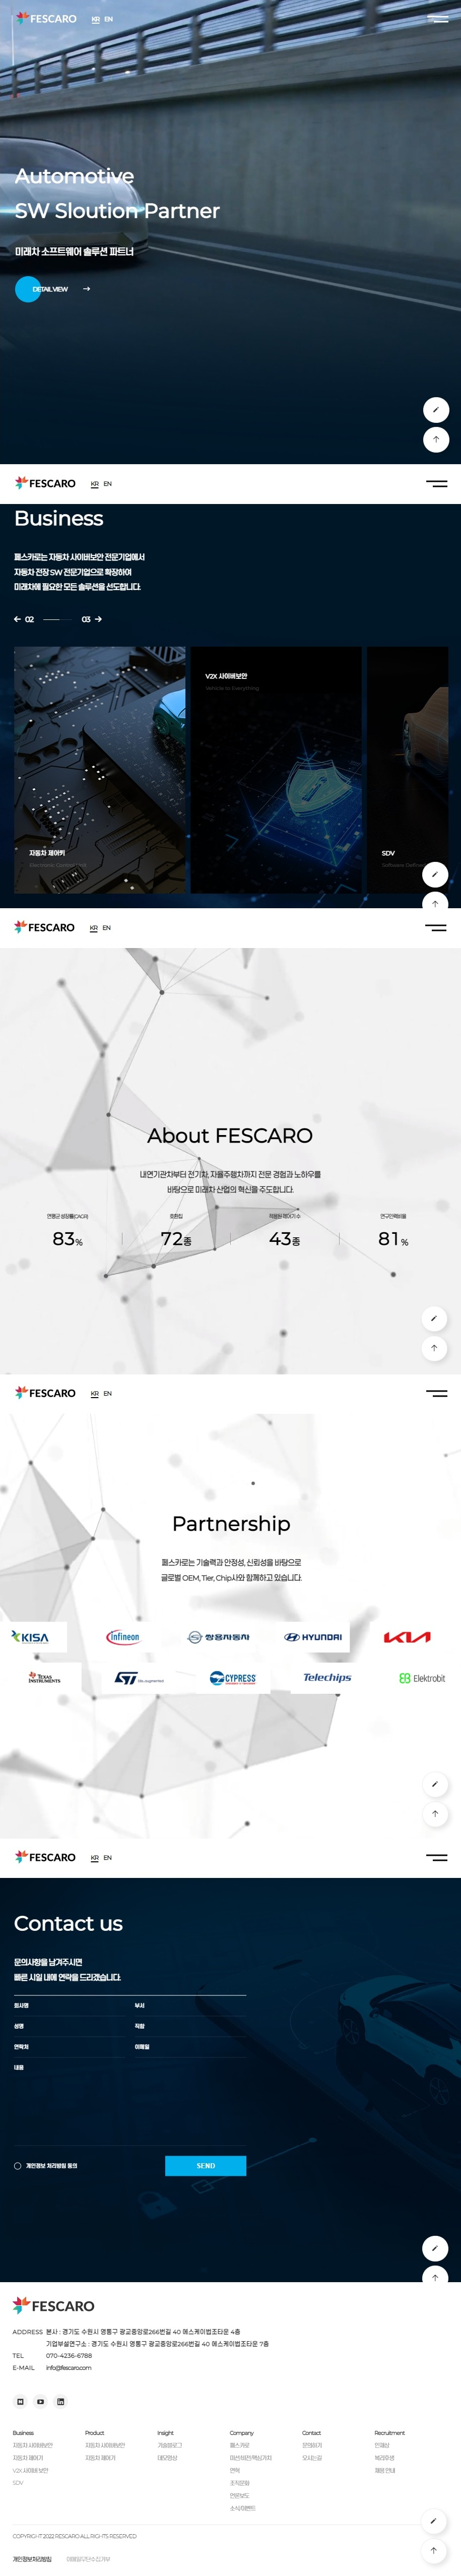 FESCARO KR EN
Automotive
SW Sloution Partner
미래차 소프트웨어 솔루션 파트너
DETAIL VIEW
FESCARO KR EN
Business
페스카로는 자동차 사이버보안 전문기업에서
자동차 전장 SW 전문기업으로 확장하여
미래차에 필요한 모든 솔루션을 선도합니다.
02 03
V2X 사이버보안
Vehicle to Everything
자동차 제어기
SDV
FESCARO KR EN
About FESCARO
내연기관차부터 전기차, 자율주행차까지 전문 경험과 노하우를
바탕으로 미래차 산업의 혁신을 주도합니다.
연평균 성장률(CAGR) 호환칩 적용된 제어기 수 연구인력비율
83% 72종 43종 81%
FESCARO KR EN
Partnership
페스카로는 기술력과 안정성, 신뢰성을 바탕으로
글로벌 OEM, Tier, Chip사와 함께하고 있습니다.
KISA infineon 쌍용자동차 HYUNDAI KIA
TEXAS INSTRUMENTS ST life.augmented CYPRESS Telechips Elektrobit
FESCARO KR EN
Contact us
문의사항을 남겨주시면
빠른 시일 내에 연락을 드리겠습니다.
회사명 부서
성명 직함
연락처 이메일
내용
개인정보 처리방침 동의 SEND
FESCARO
ADDRESS 본사 : 경기도 수원시 영통구 광교중앙로266번길 40 에스케이법조타운 4층
기업부설연구소 : 경기도 수원시 영통구 광교중앙로266번길 40 에스케이법조타운 7층
TEL 070-4236-6788
E-MAIL info@fescaro.com
Business Product Insight Company Contact Recruitment
자동차 사이버보안 자동차 사이버보안 기술블로그 페스카로 문의하기 인재상
자동차 제어기 자동차 제어기 데모영상 미션/비전/핵심가치 오시는길 복리후생
V2X 사이버 보안 연혁 채용 안내
SDV 조직문화
언론보도
소식/이벤트
COPYRIGHT 2022 FESCARO ALL RIGHTS RESERVED
개인정보처리방침 이메일무단수집거부